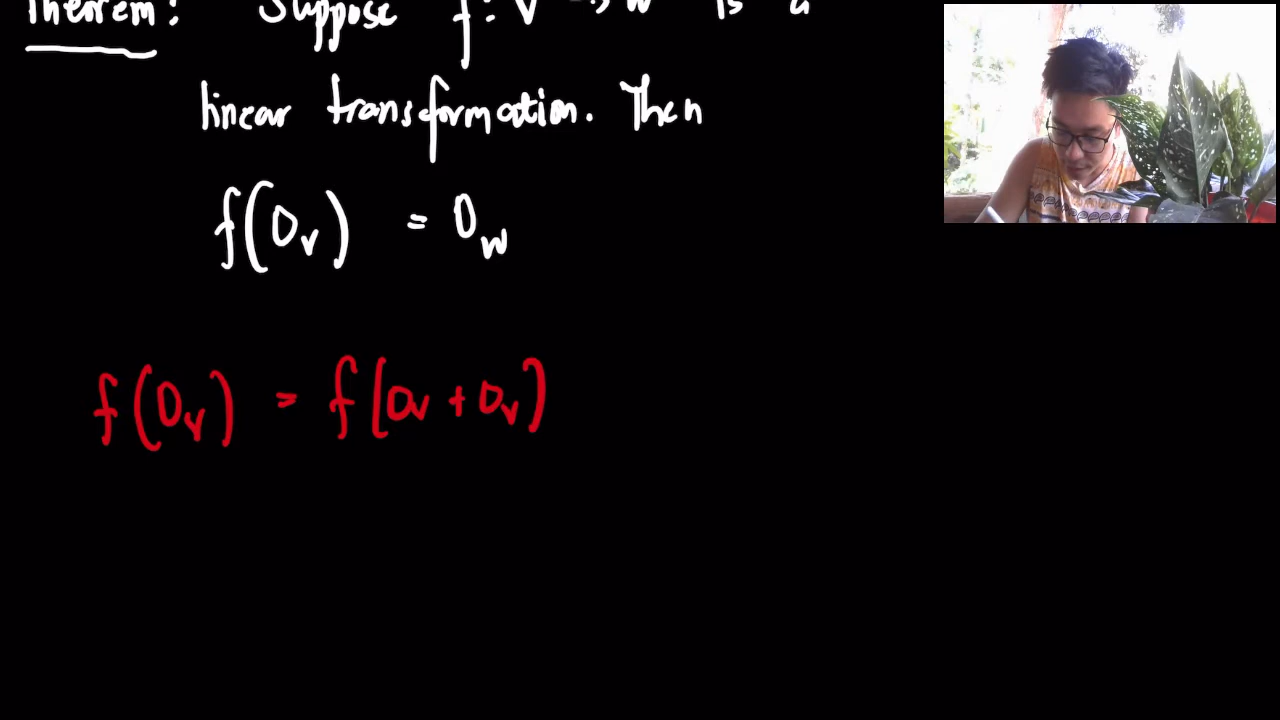 Theorem: Suppose f: V → W is a
linear transformation. Then
f(0_V) = 0_W
f(0_V) = f(0_V + 0_V)